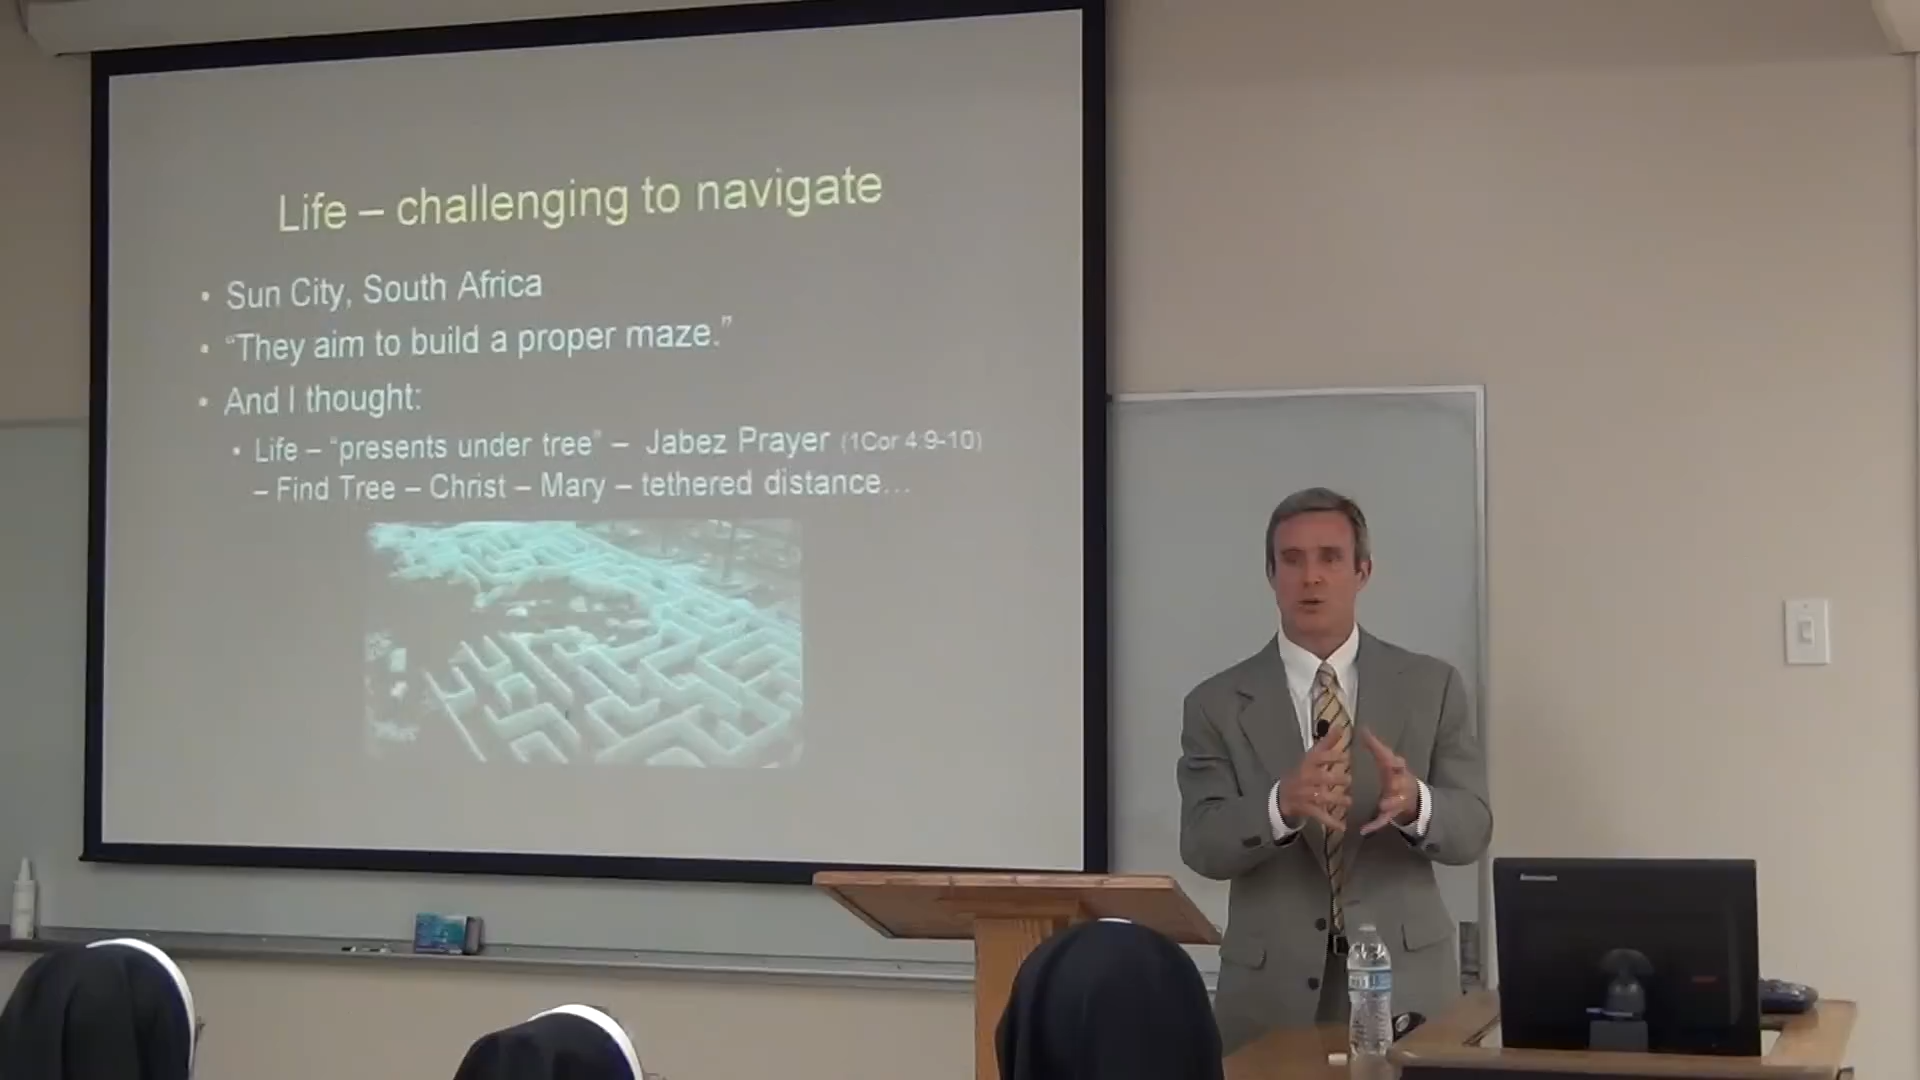 Life – challenging to navigate
• Sun City, South Africa
• “They aim to build a proper maze.”
• And I thought:
• Life – “presents under tree” – Jabez Prayer (1Cor 4:9-10)
– Find Tree – Christ – Mary – tethered distance…